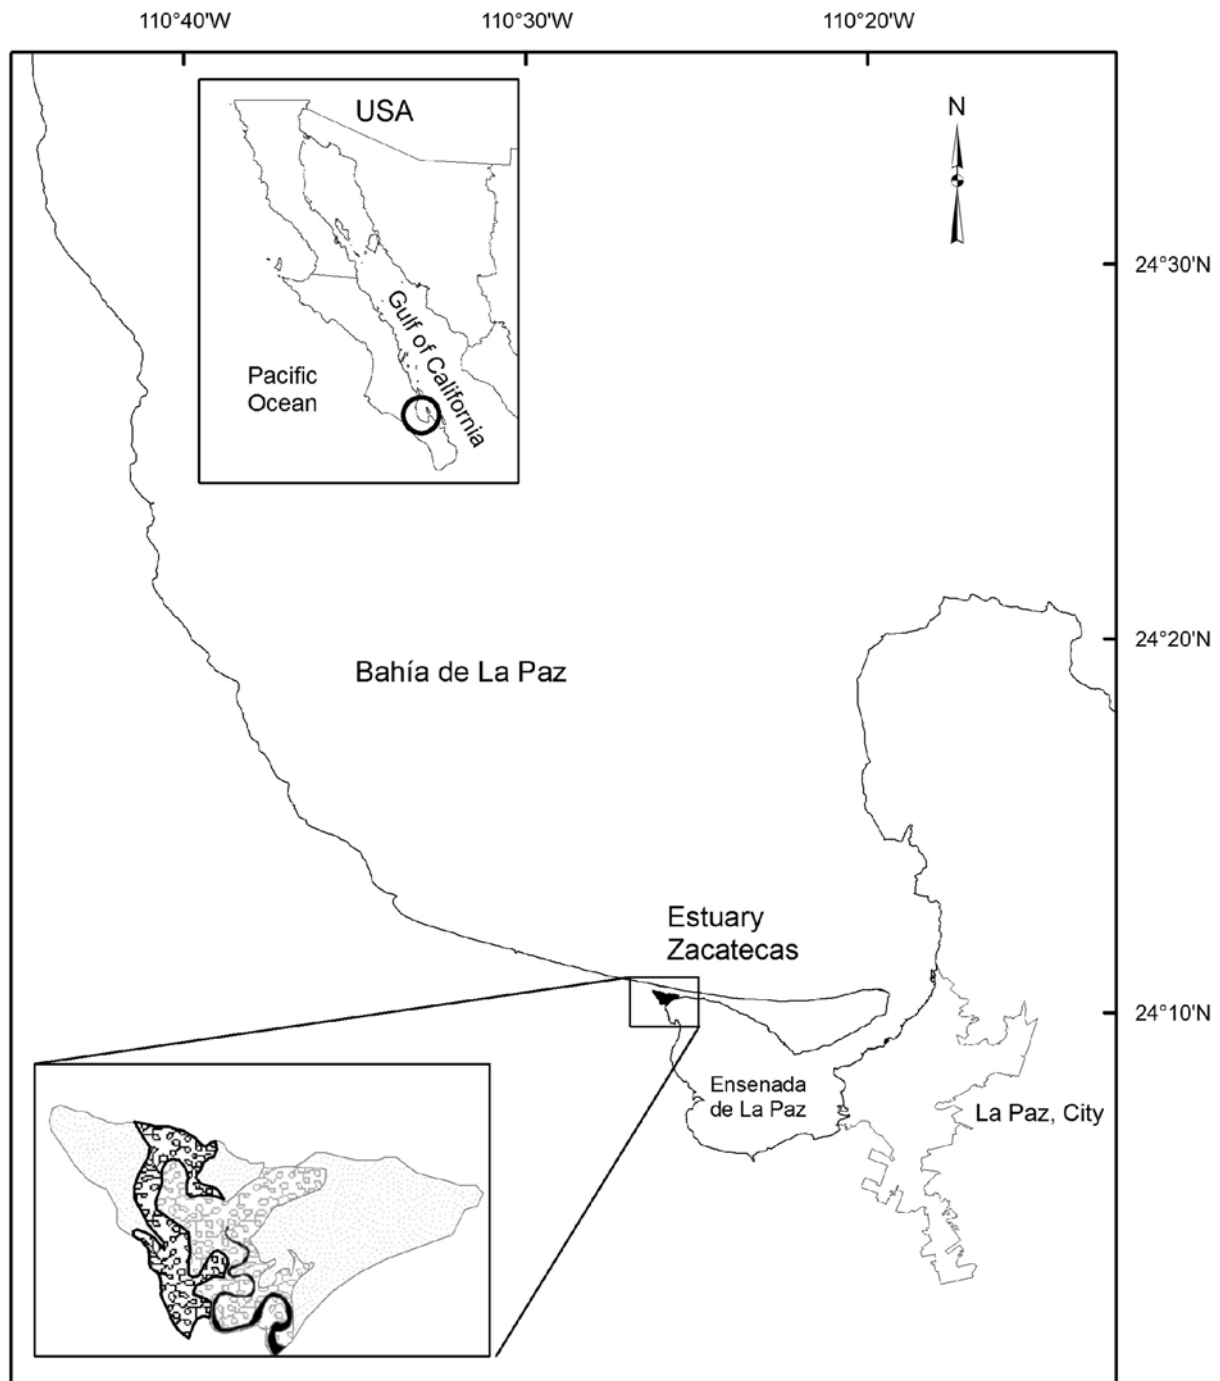 110°40'W
110°30'W
110°20'W
USA
N
24°30'N
Gulf of California
Pacific
Ocean
24°20'N
Bahía de La Paz
Estuary
Zacatecas
24°10'N
Ensenada
de La Paz
La Paz, City